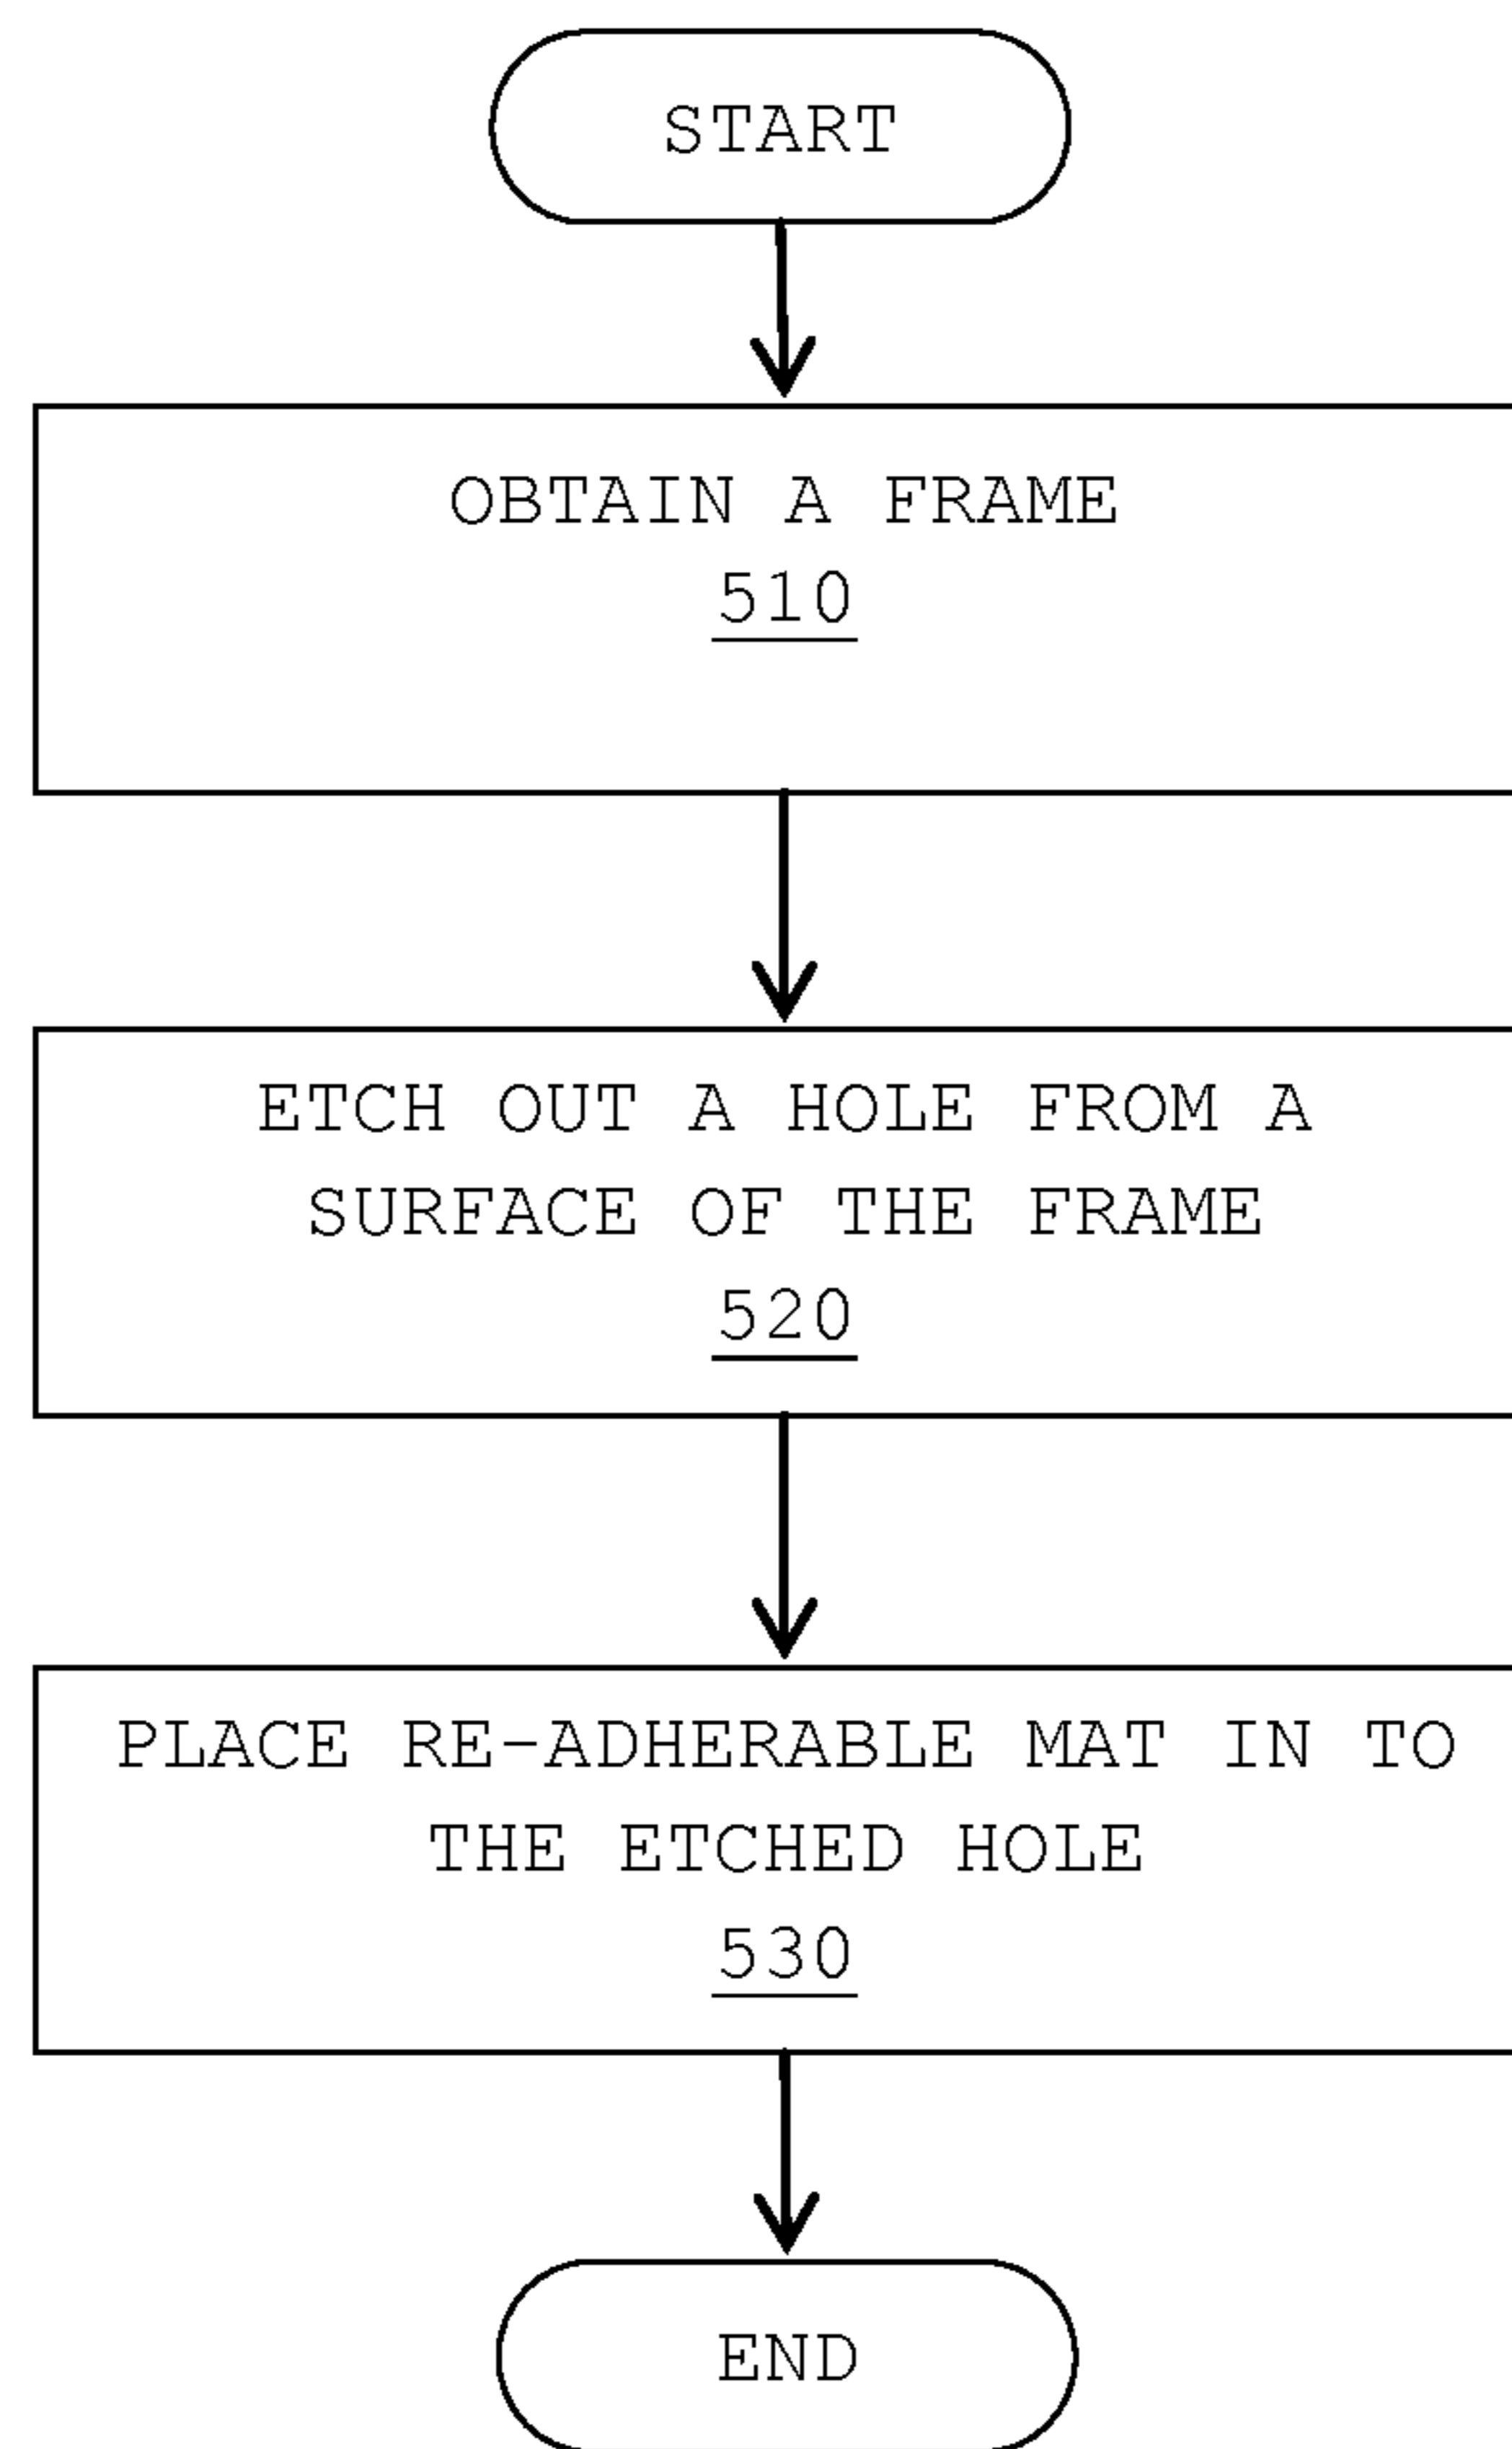 START
OBTAIN A FRAME
510
ETCH OUT A HOLE FROM A
SURFACE OF THE FRAME
520
PLACE RE-ADHERABLE MAT IN TO
THE ETCHED HOLE
530
END